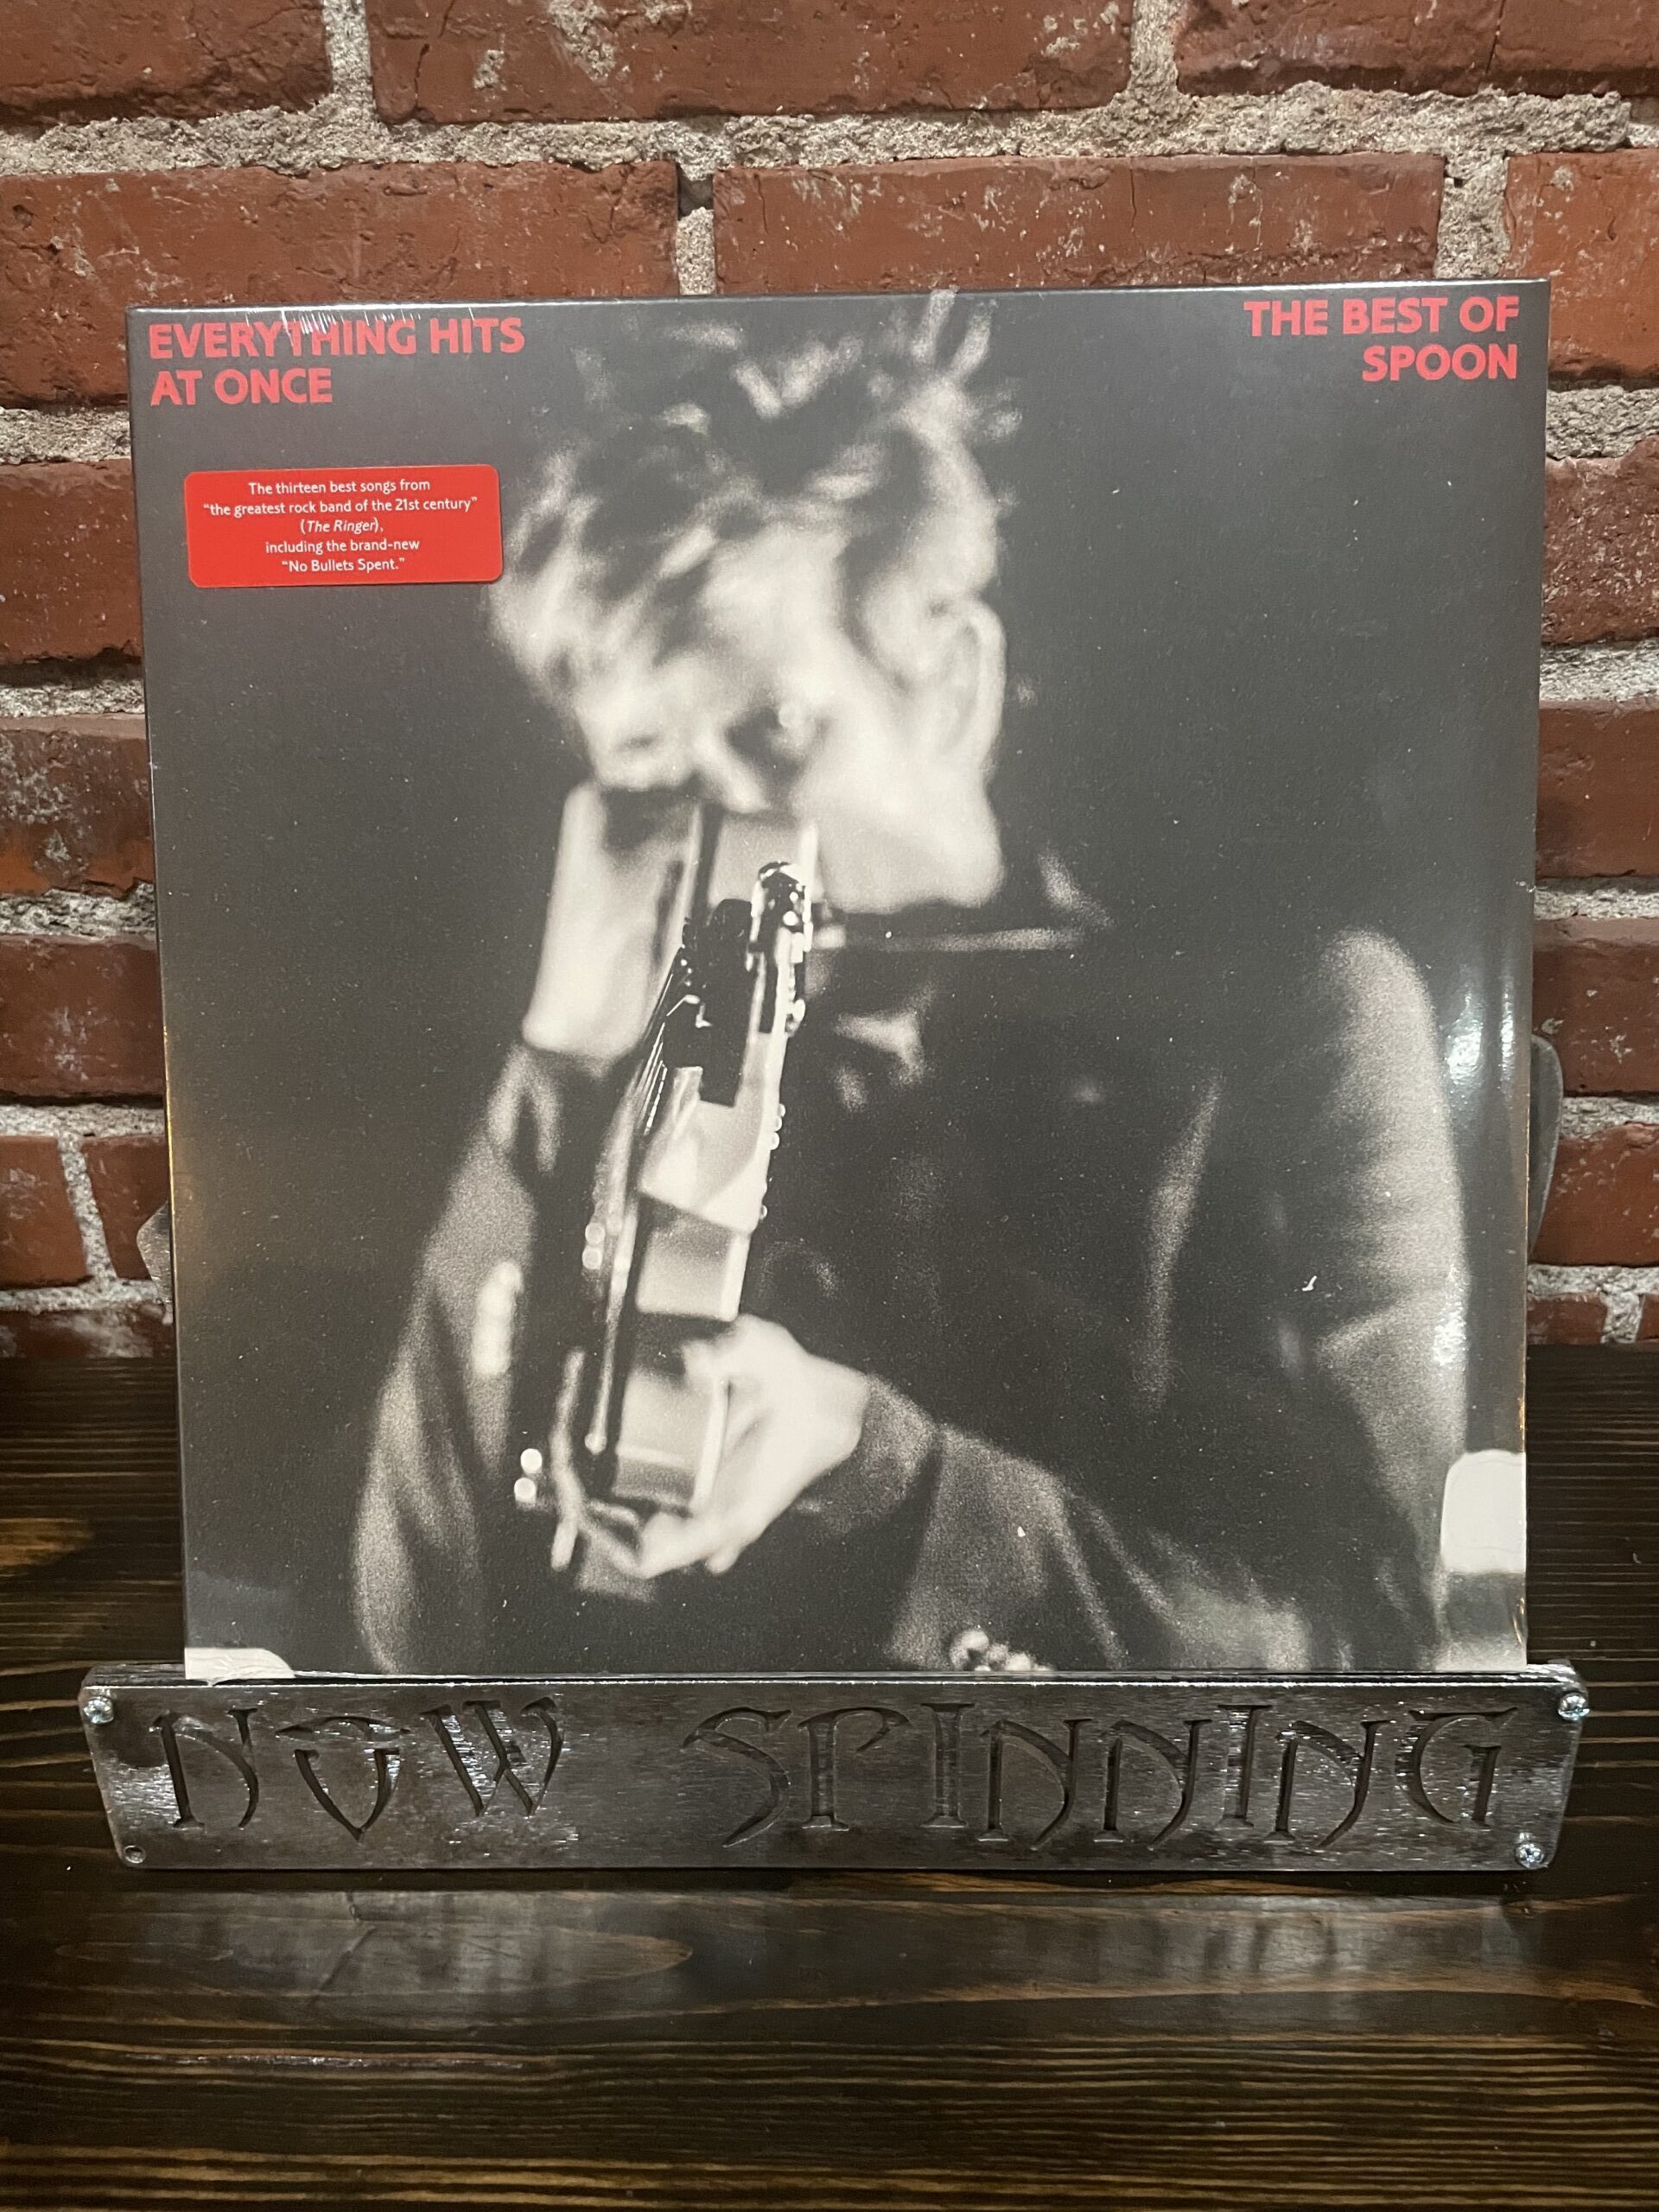 EVERYTHING HITS
AT ONCE
THE BEST OF
SPOON
The thirteen best songs from
“the greatest rock band of the 21st century”
(The Ringer),
including the brand-new
“No Bullets Spent.”
NOW SPINNING